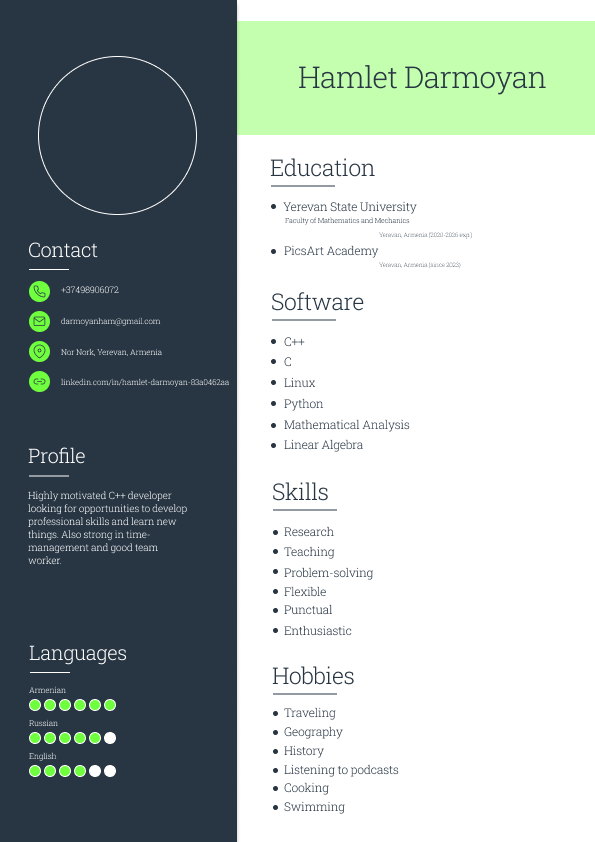 Hamlet Darmoyan
Contact
+37498906072
darmoyanham@gmail.com
Nor Nork, Yerevan, Armenia
linkedin.com/in/hamlet-darmoyan-83a0462aa
Profile
Highly motivated C++ developer
looking for opportunities to develop
professional skills and learn new
things. Also strong in time-
management and good team
worker.
Languages
Armenian
Russian
English
Education
Yerevan State University
Faculty of Mathematics and Mechanics
Yerevan, Armenia (2020-2026-exp.)
PicsArt Academy
Yerevan, Armenia (since 2023)
Software
C++
C
Linux
Python
Mathematical Analysis
Linear Algebra
Skills
Research
Teaching
Problem-solving
Flexible
Punctual
Enthusiastic
Hobbies
Traveling
Geography
History
Listening to podcasts
Cooking
Swimming